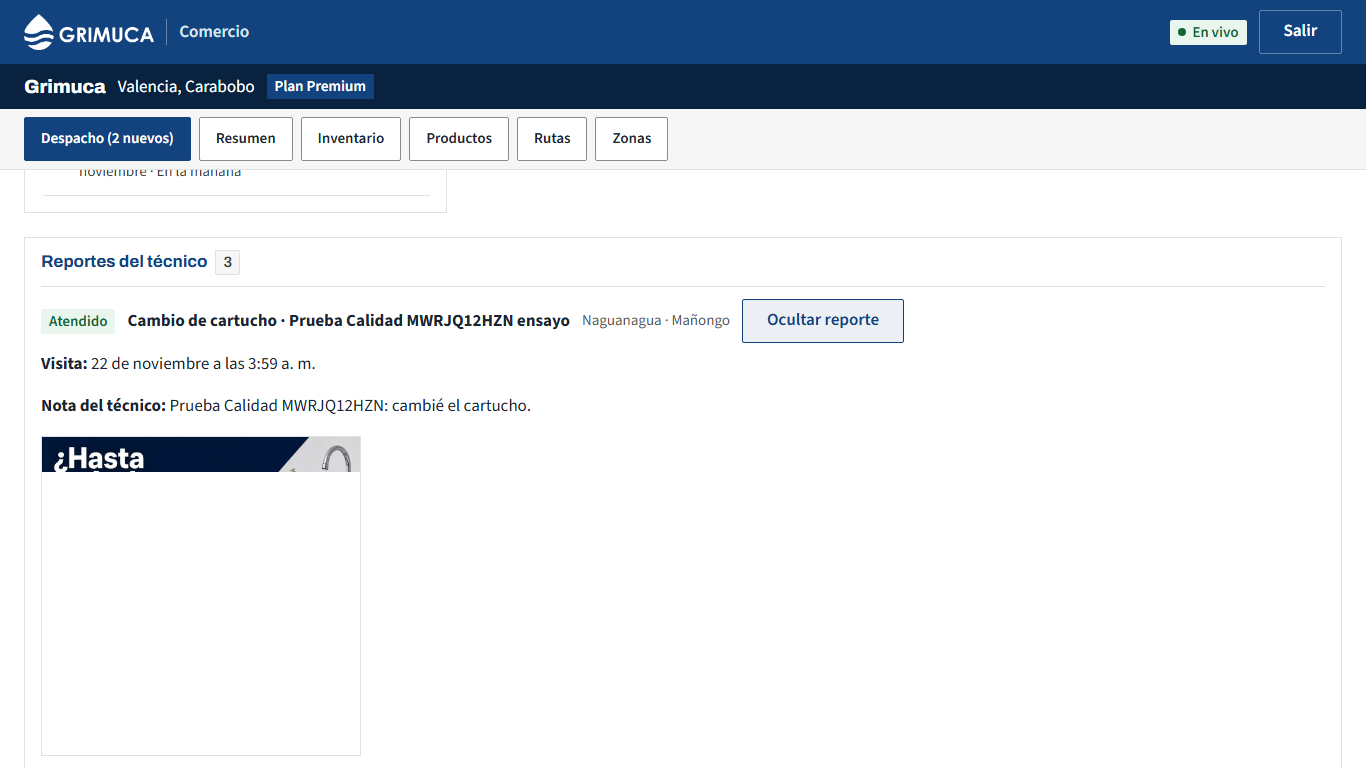 GRIMUCA Comercio En vivo Salir
Grimuca Valencia, Carabobo Plan Premium
Despacho (2 nuevos) Resumen Inventario Productos Rutas Zonas
noviembre · En la mañana
Reportes del técnico 3
Atendido Cambio de cartucho · Prueba Calidad MWRJQ12HZN ensayo Naguanagua · Mañongo Ocultar reporte
Visita: 22 de noviembre a las 3:59 a. m.
Nota del técnico: Prueba Calidad MWRJQ12HZN: cambié el cartucho.
¿Hasta